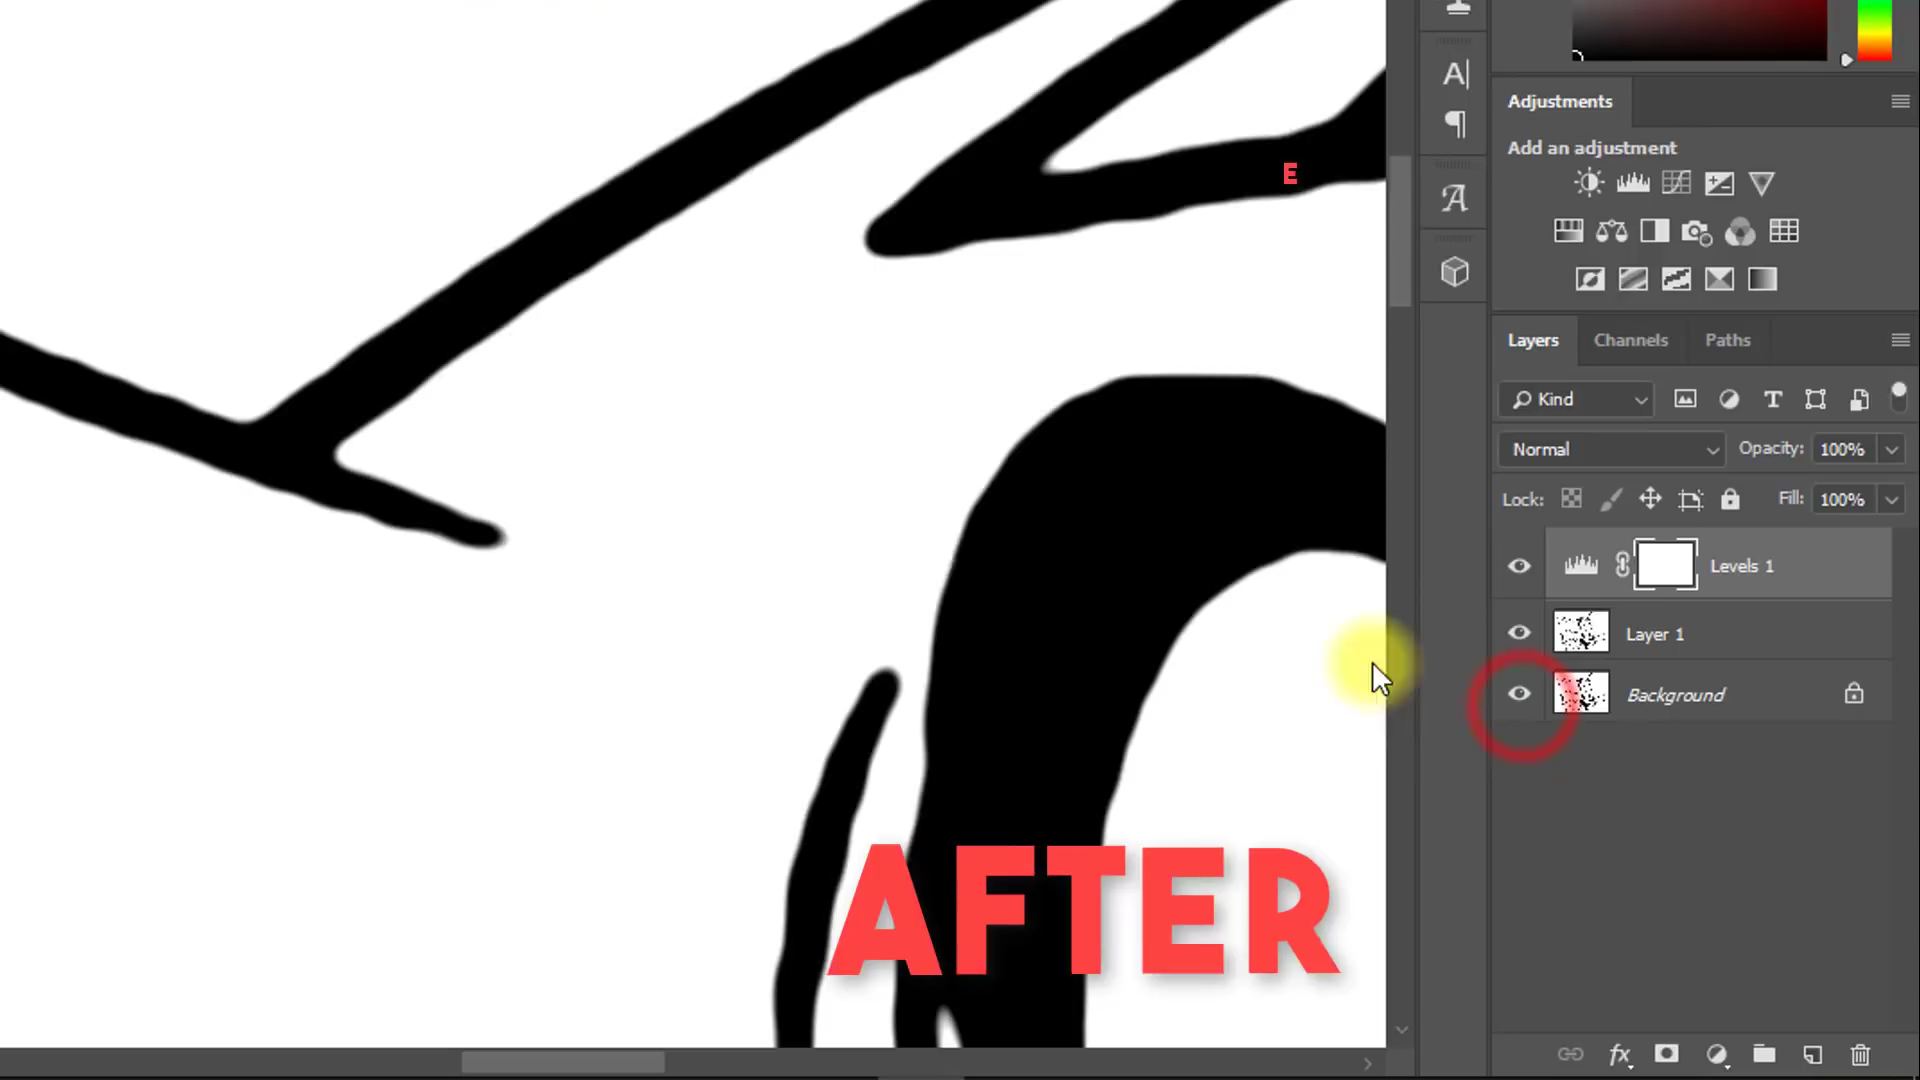 E
Adjustments
Add an adjustment
Layers Channels Paths
Kind
Normal Opacity: 100%
Lock: Fill: 100%
Levels 1
Layer 1
Background
AFTER